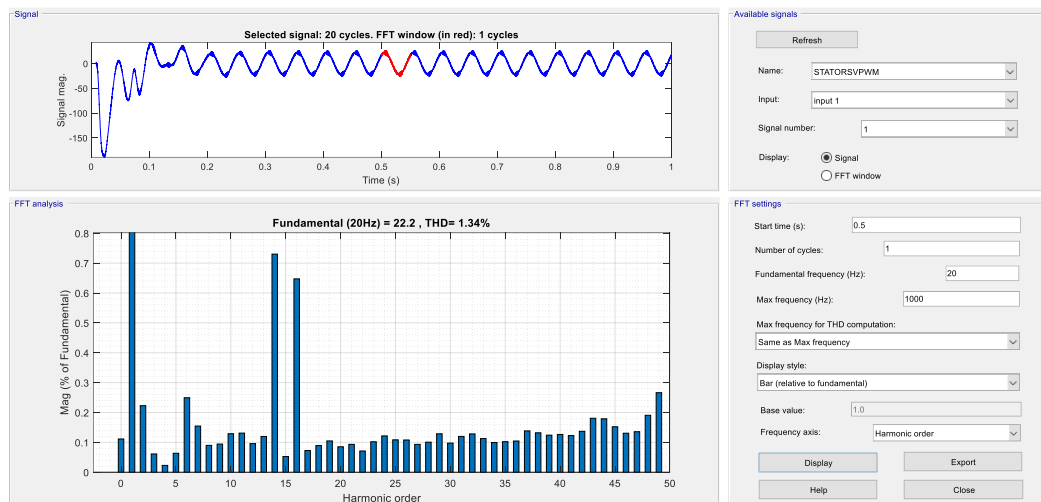 Signal
Selected signal: 20 cycles. FFT window (in red): 1 cycles
Signal mag.
0
-50
-100
-150
0 0.1 0.2 0.3 0.4 0.5 0.6 0.7 0.8 0.9 1
Time (s)
FFT analysis
Fundamental (20Hz) = 22.2 , THD= 1.34%
Mag (% of Fundamental)
0.8
0.7
0.6
0.5
0.4
0.3
0.2
0.1
0
0 5 10 15 20 25 30 35 40 45 50
Harmonic order
Available signals
Refresh
Name: STATORSVPWM
Input: input 1
Signal number: 1
Display: Signal
FFT window
FFT settings
Start time (s): 0.5
Number of cycles: 1
Fundamental frequency (Hz): 20
Max frequency (Hz): 1000
Max frequency for THD computation:
Same as Max frequency
Display style:
Bar (relative to fundamental)
Base value: 1.0
Frequency axis: Harmonic order
Display Export
Help Close